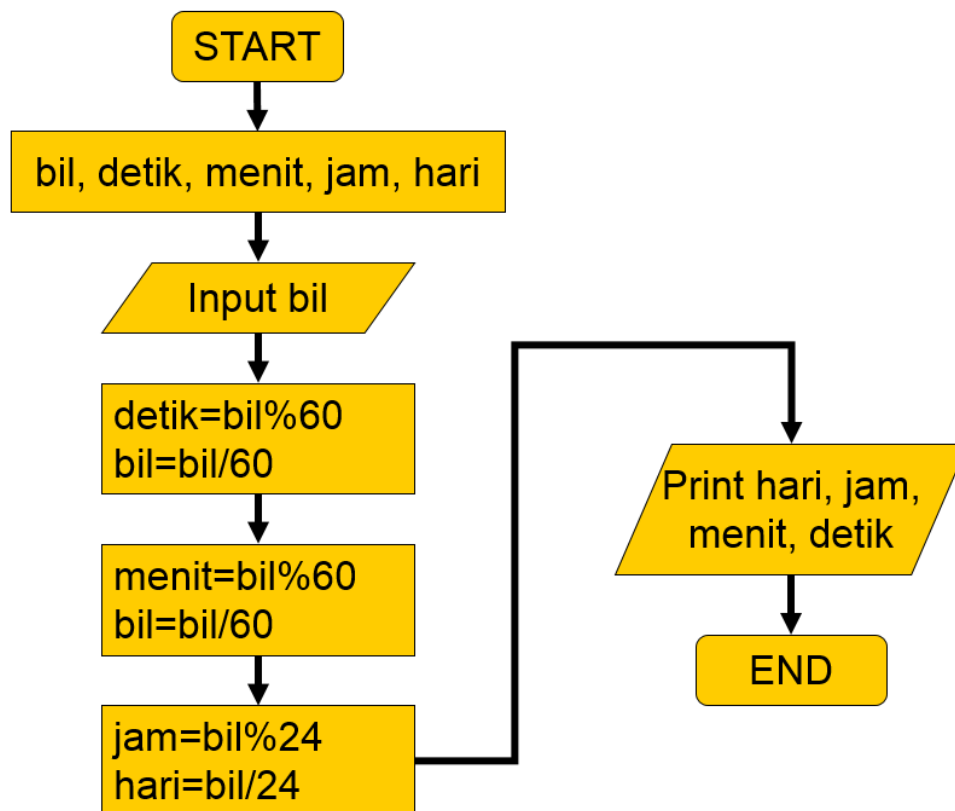 START
bil, detik, menit, jam, hari
Input bil
detik=bil%60
bil=bil/60
menit=bil%60
bil=bil/60
jam=bil%24
hari=bil/24
Print hari, jam,
menit, detik
END